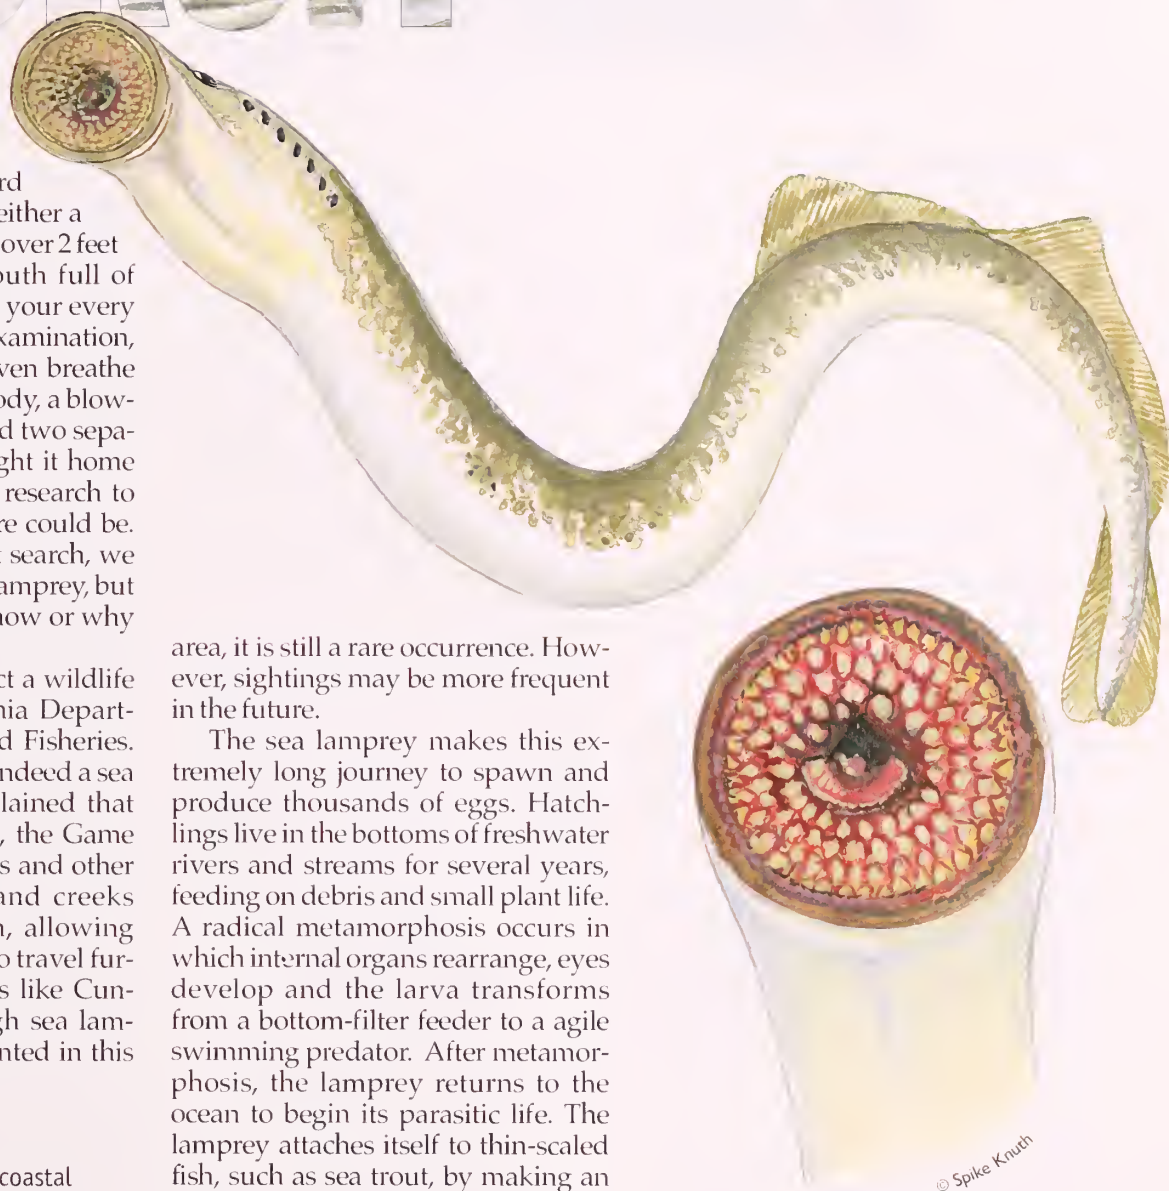 rd
either a
over 2 feet
outh full of
your every
xamination,
ven breathe
ody, a blow-
d two sepa-
ght it home
research to
re could be.
search, we
amprey, but
how or why
ct a wildlife
nia Depart-
d Fisheries.
ndeed a sea
lained that
, the Game
s and other
and creeks
n, allowing
o travel fur-
s like Cun-
gh sea lam-
nted in this
coastal
area, it is still a rare occurrence. How-
ever, sightings may be more frequent
in the future.
The sea lamprey makes this ex-
tremely long journey to spawn and
produce thousands of eggs. Hatch-
lings live in the bottoms of freshwater
rivers and streams for several years,
feeding on debris and small plant life.
A radical metamorphosis occurs in
which internal organs rearrange, eyes
develop and the larva transforms
from a bottom-filter feeder to a agile
swimming predator. After metamor-
phosis, the lamprey returns to the
ocean to begin its parasitic life. The
lamprey attaches itself to thin-scaled
fish, such as sea trout, by making an
© Spike Knuth